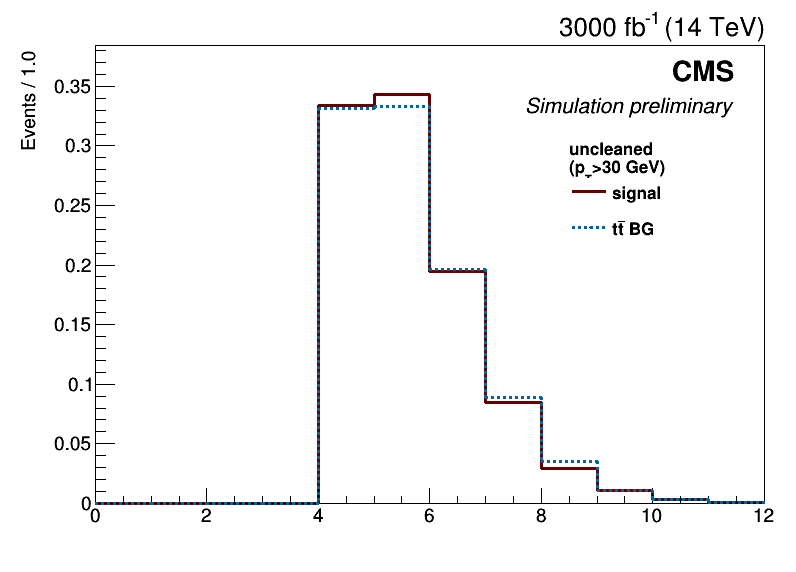 3000 fb⁻¹ (14 TeV)
CMS
Simulation preliminary
Events / 1.0
uncleaned
(p_T>30 GeV)
signal
tt̄ BG
0.35
0.3
0.25
0.2
0.15
0.1
0.05
0
0 2 4 6 8 10 12